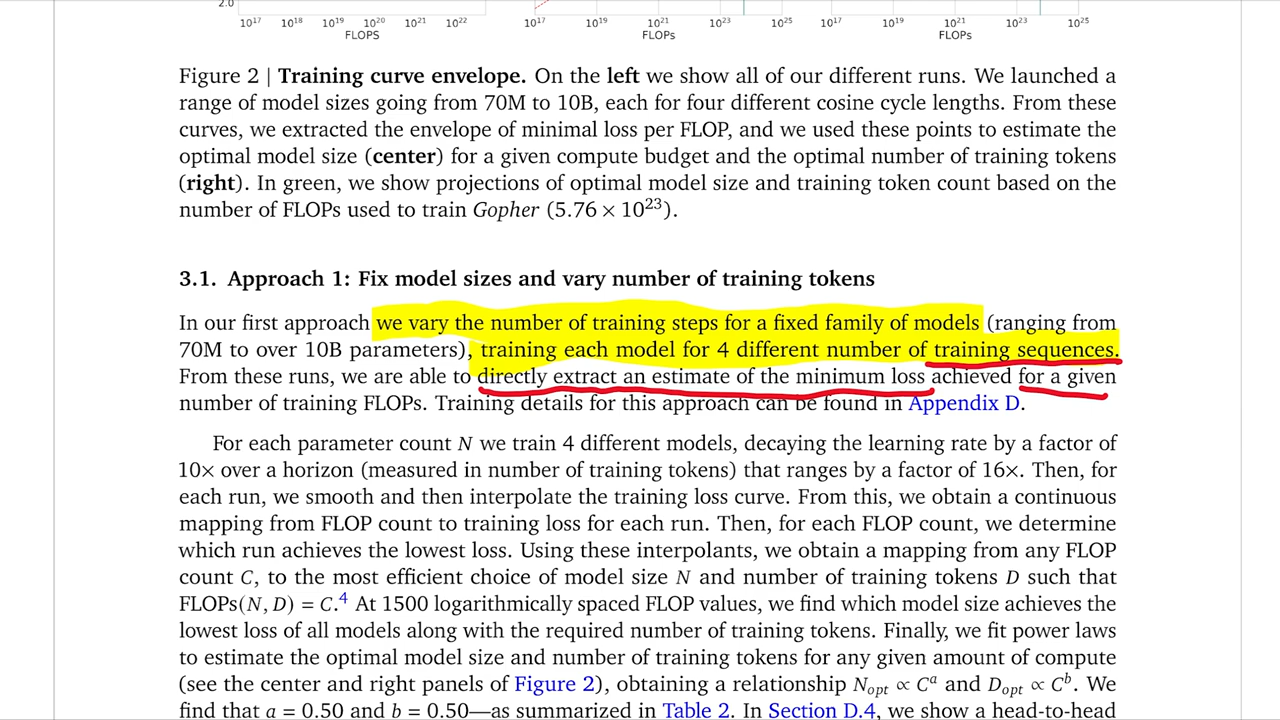 2.0
10¹⁷ 10¹⁸ 10¹⁹ 10²⁰ 10²¹ 10²² 10¹⁷ 10¹⁹ 10²¹ 10²³ 10²⁵ 10¹⁷ 10¹⁹ 10²¹ 10²³ 10²⁵
FLOPS FLOPs FLOPs
Figure 2 | Training curve envelope. On the left we show all of our different runs. We launched a
range of model sizes going from 70M to 10B, each for four different cosine cycle lengths. From these
curves, we extracted the envelope of minimal loss per FLOP, and we used these points to estimate the
optimal model size (center) for a given compute budget and the optimal number of training tokens
(right). In green, we show projections of optimal model size and training token count based on the
number of FLOPs used to train Gopher (5.76 × 10²³).
3.1. Approach 1: Fix model sizes and vary number of training tokens
In our first approach we vary the number of training steps for a fixed family of models (ranging from
70M to over 10B parameters), training each model for 4 different number of training sequences.
From these runs, we are able to directly extract an estimate of the minimum loss achieved for a given
number of training FLOPs. Training details for this approach can be found in Appendix D.
For each parameter count N we train 4 different models, decaying the learning rate by a factor of
10× over a horizon (measured in number of training tokens) that ranges by a factor of 16×. Then, for
each run, we smooth and then interpolate the training loss curve. From this, we obtain a continuous
mapping from FLOP count to training loss for each run. Then, for each FLOP count, we determine
which run achieves the lowest loss. Using these interpolants, we obtain a mapping from any FLOP
count C, to the most efficient choice of model size N and number of training tokens D such that
FLOPs(N, D) = C.⁴ At 1500 logarithmically spaced FLOP values, we find which model size achieves the
lowest loss of all models along with the required number of training tokens. Finally, we fit power laws
to estimate the optimal model size and number of training tokens for any given amount of compute
(see the center and right panels of Figure 2), obtaining a relationship Nₒₚₜ ∝ Cᵃ and Dₒₚₜ ∝ Cᵇ. We
find that a = 0.50 and b = 0.50—as summarized in Table 2. In Section D.4, we show a head-to-head